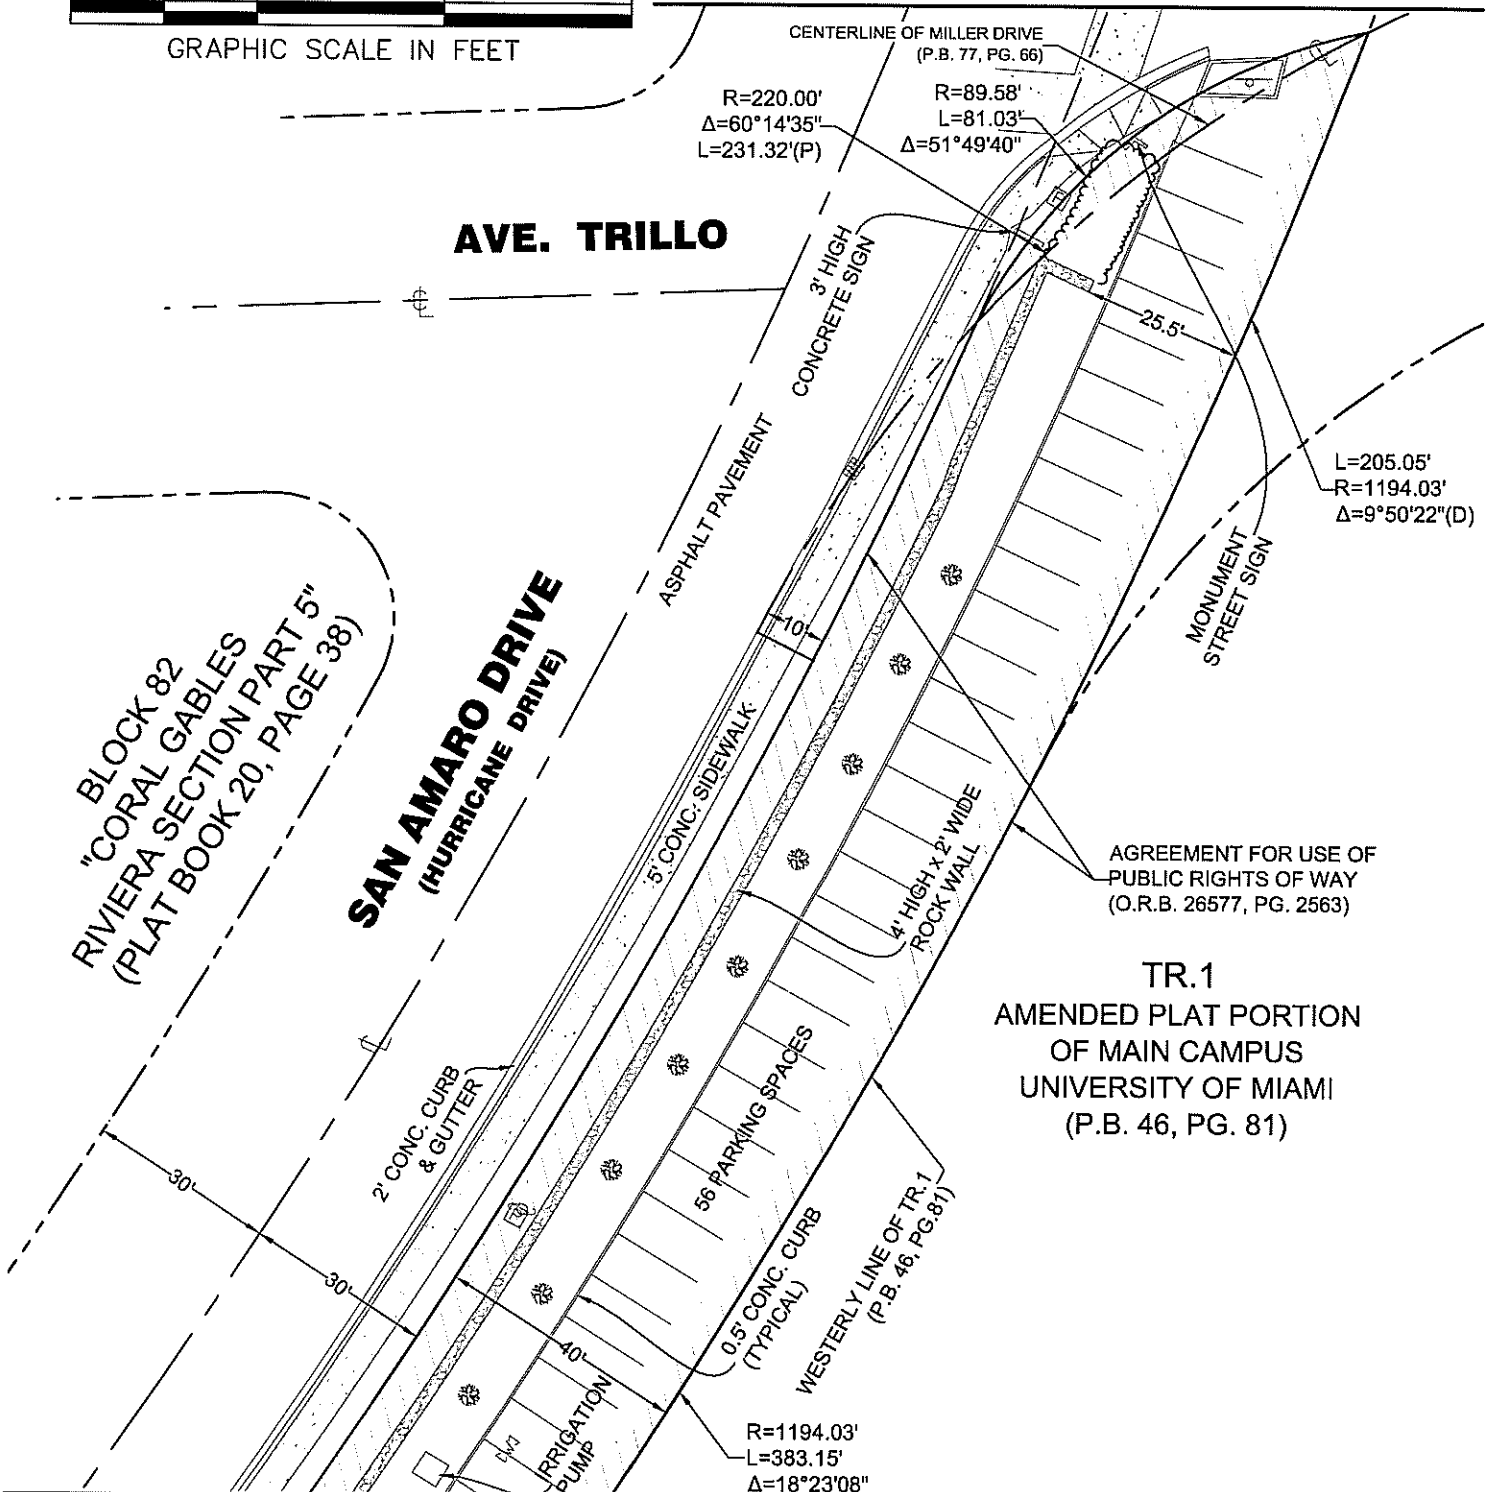 GRAPHIC SCALE IN FEET
CENTERLINE OF MILLER DRIVE
(P.B. 77, PG. 66)
R=220.00'
Δ=60°14'35"
L=231.32'(P)
R=89.58'
L=81.03'
Δ=51°49'40"
AVE. TRILLO
3' HIGH
CONCRETE SIGN
25.5'
L=205.05'
R=1194.03'
Δ=9°50'22"(D)
ASPHALT PAVEMENT
MONUMENT
STREET SIGN
BLOCK 82
"CORAL GABLES
RIVIERA SECTION PART 5"
(PLAT BOOK 20, PAGE 38)
SAN AMARO DRIVE
(HURRICANE DRIVE)
10'
5' CONC. SIDEWALK
4' HIGH x 2' WIDE
ROCK WALL
AGREEMENT FOR USE OF
PUBLIC RIGHTS OF WAY
(O.R.B. 26577, PG. 2563)
TR.1
AMENDED PLAT PORTION
OF MAIN CAMPUS
UNIVERSITY OF MIAMI
(P.B. 46, PG. 81)
2' CONC. CURB
& GUTTER
56 PARKING SPACES
30'
30'
40'
0.5' CONC. CURB
(TYPICAL)
WESTERLY LINE OF TR.1
(P.B. 46, PG.81)
IRRIGATION
PUMP
R=1194.03'
L=383.15'
Δ=18°23'08"